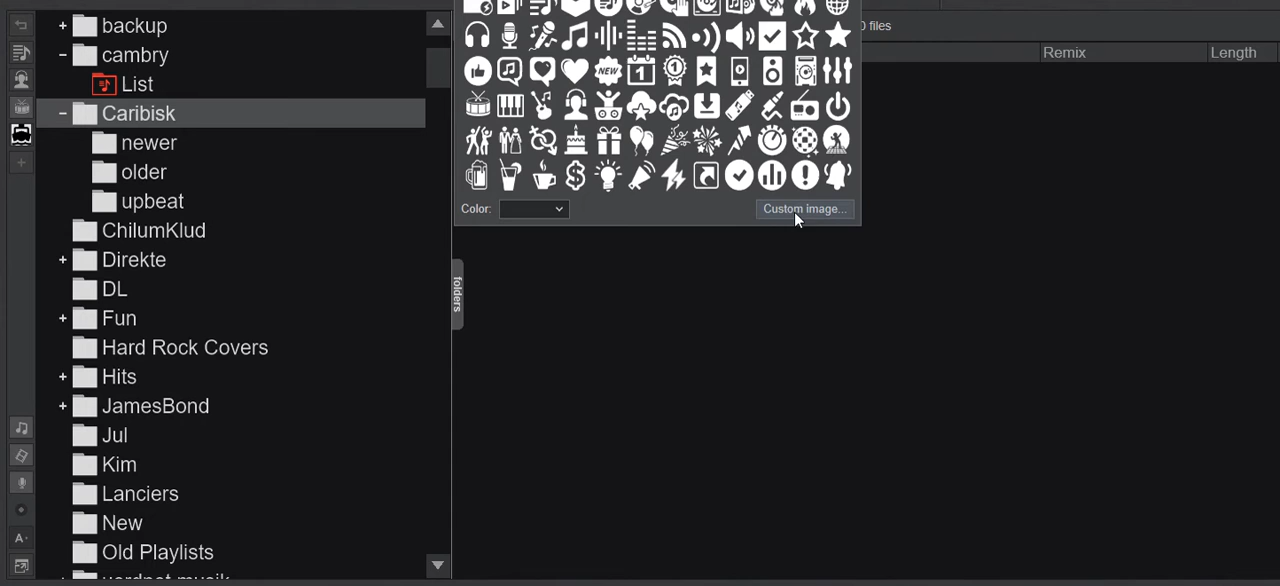 backup
cambry
List
Caribisk
newer
older
upbeat
ChilumKlud
Direkte
DL
Fun
Hard Rock Covers
Hits
JamesBond
Jul
Kim
Lanciers
New
Old Playlists
NEW
1
Color:
Custom image...
folders
0 files
Remix
Length